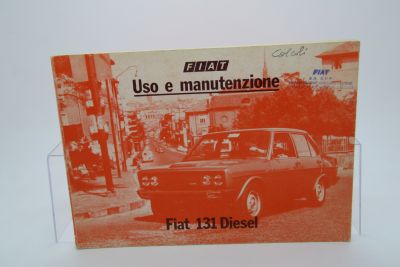 FIAT
Uso e manutenzione
FIAT
Fiat 131 Diesel